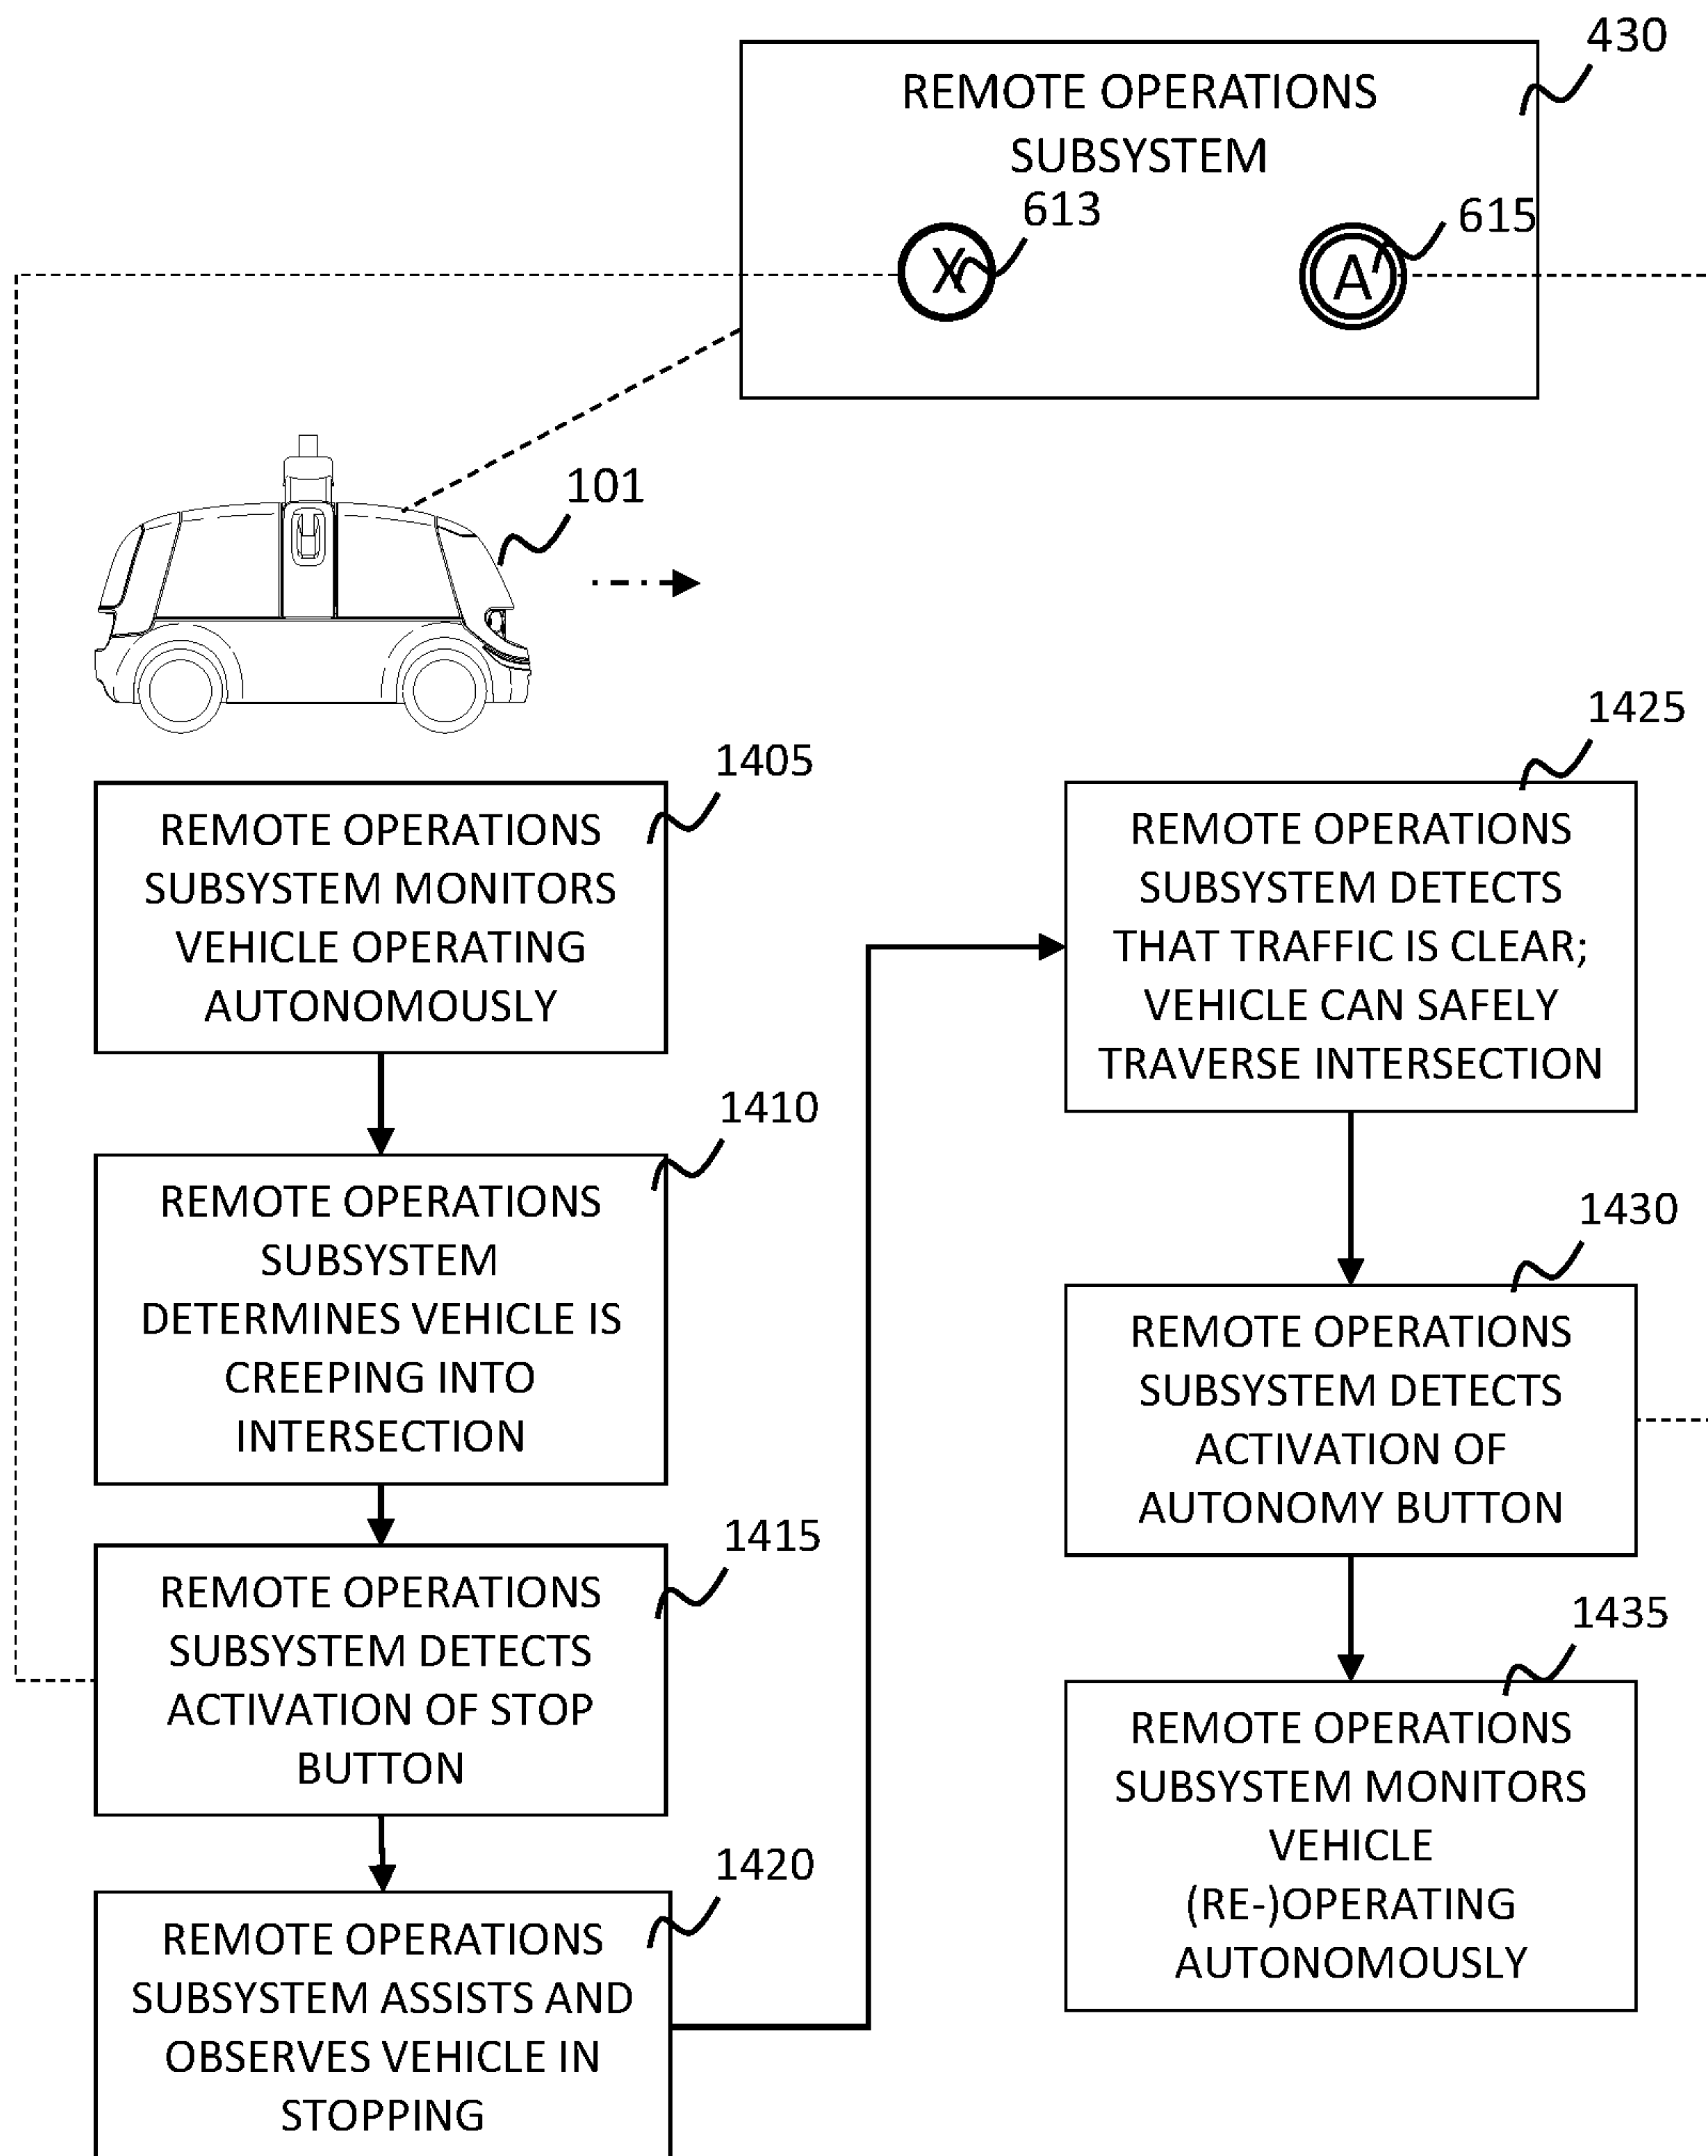 430
REMOTE OPERATIONS
SUBSYSTEM
613
615
X
A
101
1405
REMOTE OPERATIONS
SUBSYSTEM MONITORS
VEHICLE OPERATING
AUTONOMOUSLY
1410
REMOTE OPERATIONS
SUBSYSTEM
DETERMINES VEHICLE IS
CREEPING INTO
INTERSECTION
1415
REMOTE OPERATIONS
SUBSYSTEM DETECTS
ACTIVATION OF STOP
BUTTON
1420
REMOTE OPERATIONS
SUBSYSTEM ASSISTS AND
OBSERVES VEHICLE IN
STOPPING
1425
REMOTE OPERATIONS
SUBSYSTEM DETECTS
THAT TRAFFIC IS CLEAR;
VEHICLE CAN SAFELY
TRAVERSE INTERSECTION
1430
REMOTE OPERATIONS
SUBSYSTEM DETECTS
ACTIVATION OF
AUTONOMY BUTTON
1435
REMOTE OPERATIONS
SUBSYSTEM MONITORS
VEHICLE
(RE-)OPERATING
AUTONOMOUSLY